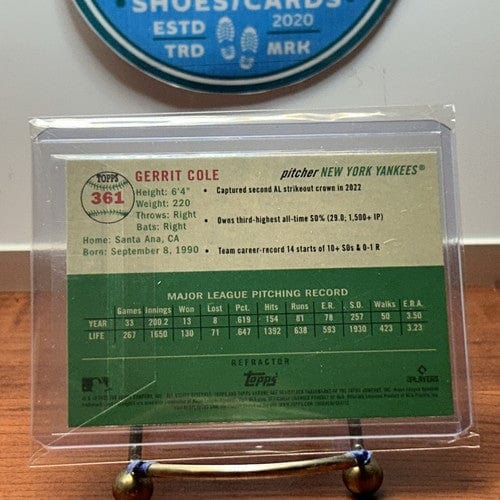 SHOES/CARDS
ESTD 2020
TRD MRK
TOPPS
361
GERRIT COLE
pitcher NEW YORK YANKEES®
Height: 6'4"
Weight: 220
Throws: Right
Bats: Right
Home: Santa Ana, CA
Born: September 8, 1990
• Captured second AL strikeout crown in 2022
• Owns third-highest all-time SO% (29.0; 1,500+ IP)
• Team career-record 14 starts of 10+ SOs & 0-1 R
MAJOR LEAGUE PITCHING RECORD
Games Innings Won Lost Pct. Hits Runs E.R. S.O. Walks E.R.A.
YEAR 33 200.2 13 8 .619 154 81 78 257 50 3.50
LIFE 267 1650 130 71 .647 1392 638 593 1930 423 3.23
REFRACTOR
Topps
PLAYERS